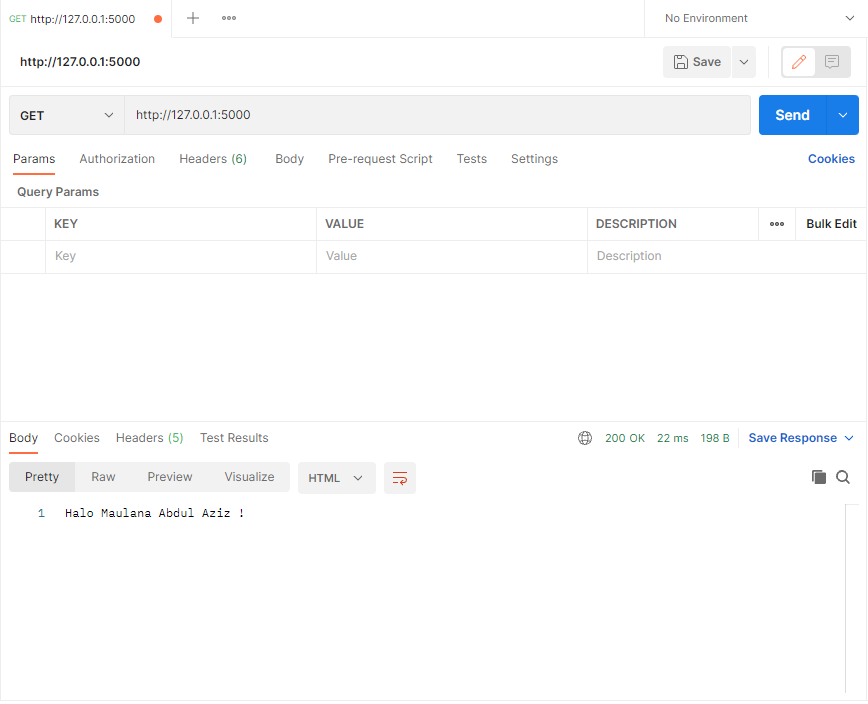 GET http://127.0.0.1:5000 No Environment
http://127.0.0.1:5000 Save
GET http://127.0.0.1:5000 Send
Params Authorization Headers (6) Body Pre-request Script Tests Settings Cookies
Query Params
KEY VALUE DESCRIPTION Bulk Edit
Key Value Description
Body Cookies Headers (5) Test Results 200 OK 22 ms 198 B Save Response
Pretty Raw Preview Visualize HTML
1 Halo Maulana Abdul Aziz !